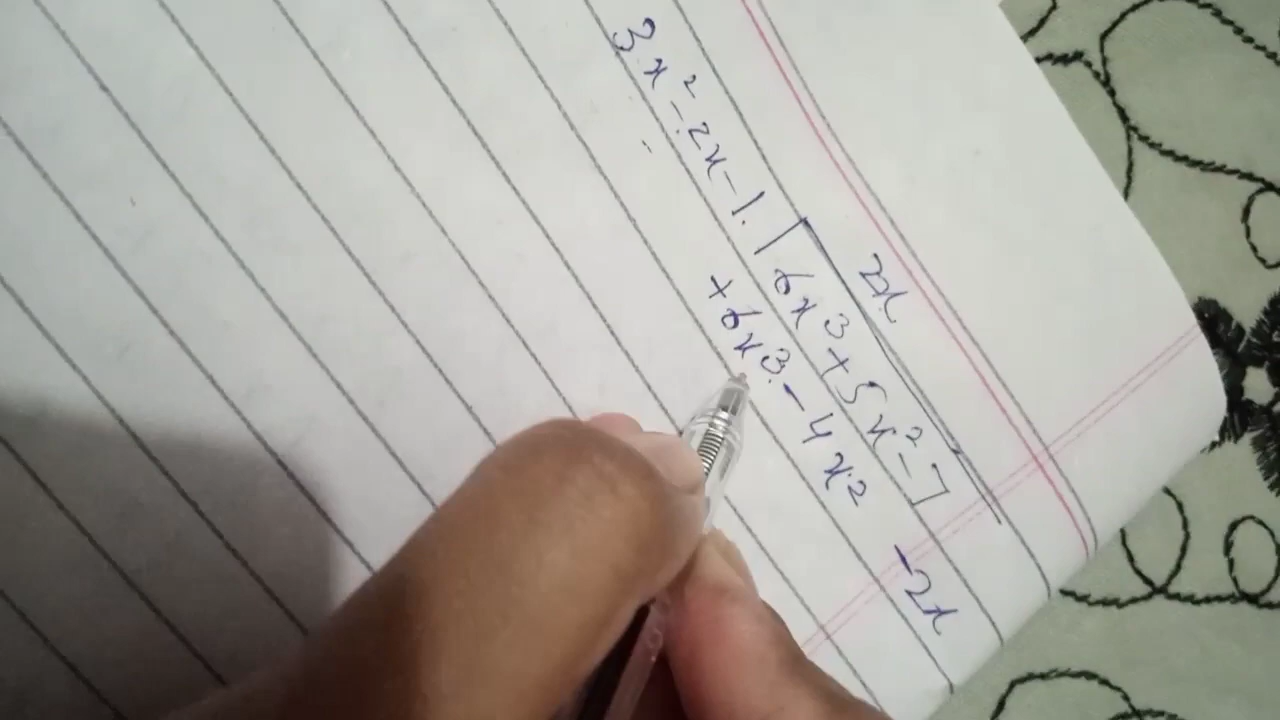 2x
3x² - 2x - 1. 6x³ + 5x² - 7
+ 6x³ - 4x² - 2x